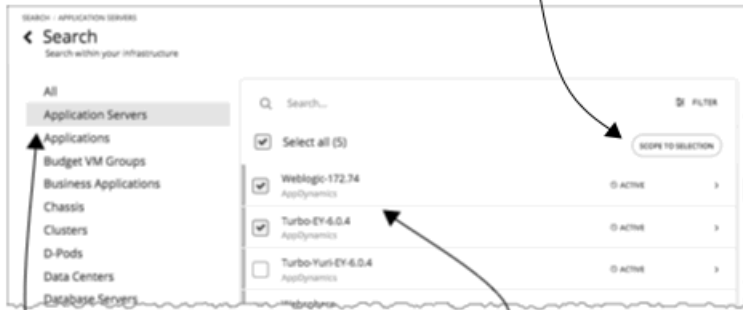 SEARCH / APPLICATION SERVERS
Search
Search within your infrastructure
All
Application Servers
Applications
Budget VM Groups
Business Applications
Chassis
Clusters
D-Pods
Data Centers
Database Servers
Search...
FILTER
Select all (5)
SCOPE TO SELECTION
Weblogic-172.74
AppDynamics
ACTIVE
Turbo-EY-6.0.4
AppDynamics
ACTIVE
Turbo-Yuri-EY-6.0.4
AppDynamics
ACTIVE